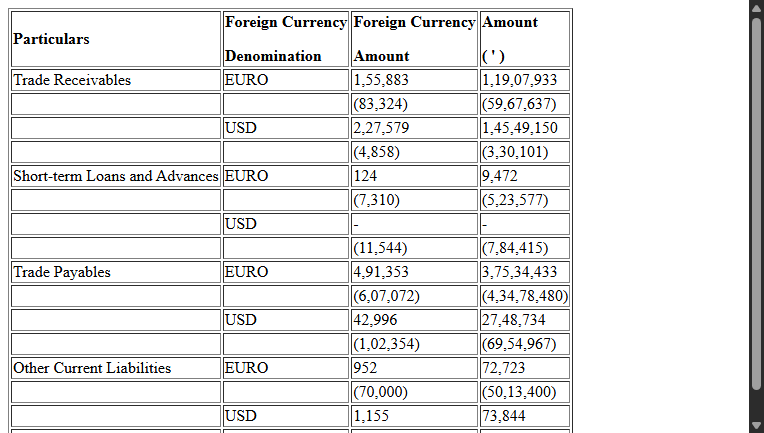 Particulars Foreign Currency Denomination Foreign Currency Amount Amount (')
Trade Receivables EURO 1,55,883 1,19,07,933
(83,324) (59,67,637)
USD 2,27,579 1,45,49,150
(4,858) (3,30,101)
Short-term Loans and Advances EURO 124 9,472
(7,310) (5,23,577)
USD - -
(11,544) (7,84,415)
Trade Payables EURO 4,91,353 3,75,34,433
(6,07,072) (4,34,78,480)
USD 42,996 27,48,734
(1,02,354) (69,54,967)
Other Current Liabilities EURO 952 72,723
(70,000) (50,13,400)
USD 1,155 73,844